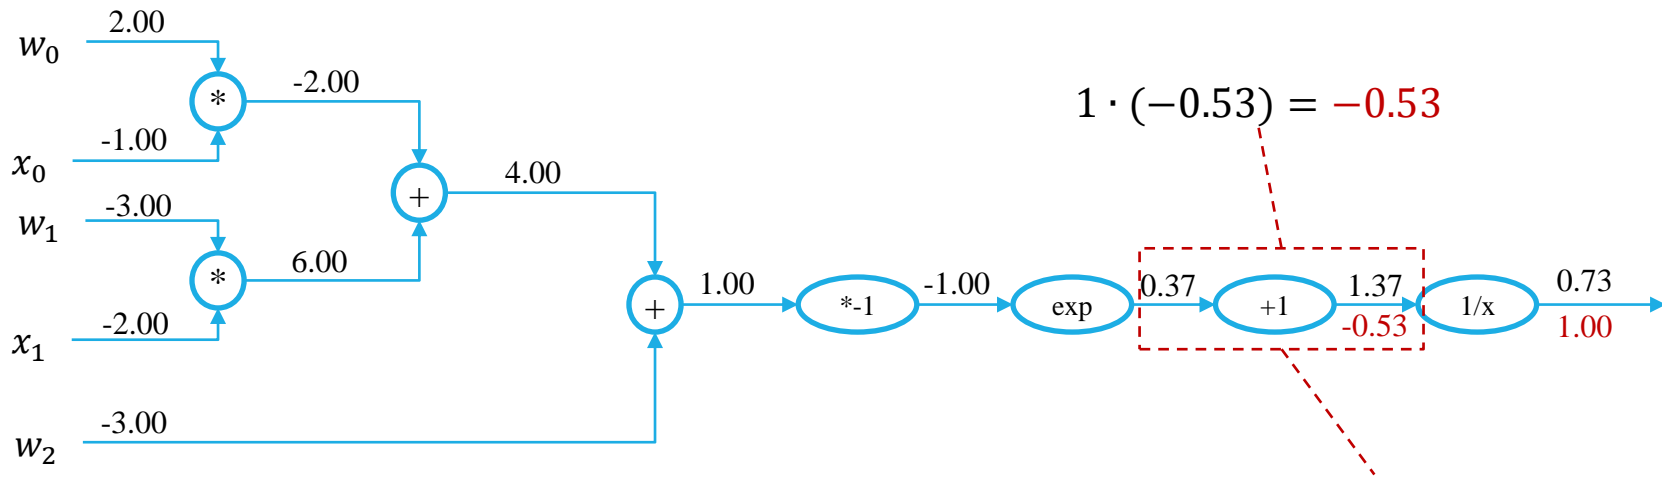 2.00
w₀
* -2.00
1 · (−0.53) = −0.53
-1.00
x₀
4.00
+
-3.00
w₁
* 6.00
1.00 *-1 -1.00 exp 0.37 +1 1.37 1/x 0.73
+
-0.53 1.00
-2.00
x₁
-3.00
w₂